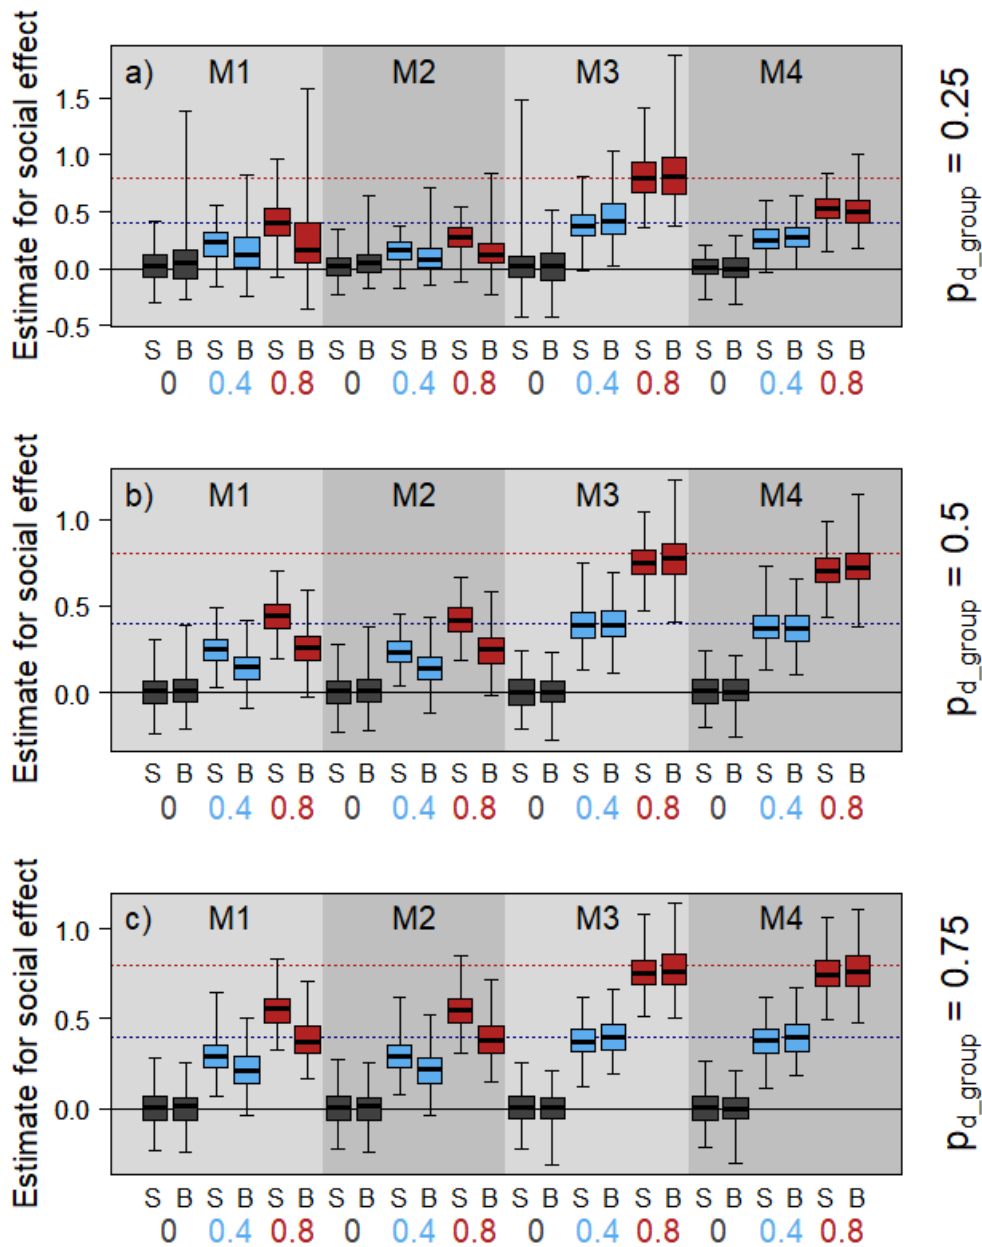 a) M1 M2 M3 M4
Estimate for social effect
1.5
1.0
0.5
0.0
-0.5
S B S B S B S B S B S B S B S B S B S B S B S B
0 0.4 0.8 0 0.4 0.8 0 0.4 0.8 0 0.4 0.8
pd_group = 0.25
b) M1 M2 M3 M4
Estimate for social effect
1.0
0.5
0.0
S B S B S B S B S B S B S B S B S B S B S B S B
0 0.4 0.8 0 0.4 0.8 0 0.4 0.8 0 0.4 0.8
pd_group = 0.5
c) M1 M2 M3 M4
Estimate for social effect
1.0
0.5
0.0
S B S B S B S B S B S B S B S B S B S B S B S B
0 0.4 0.8 0 0.4 0.8 0 0.4 0.8 0 0.4 0.8
pd_group = 0.75